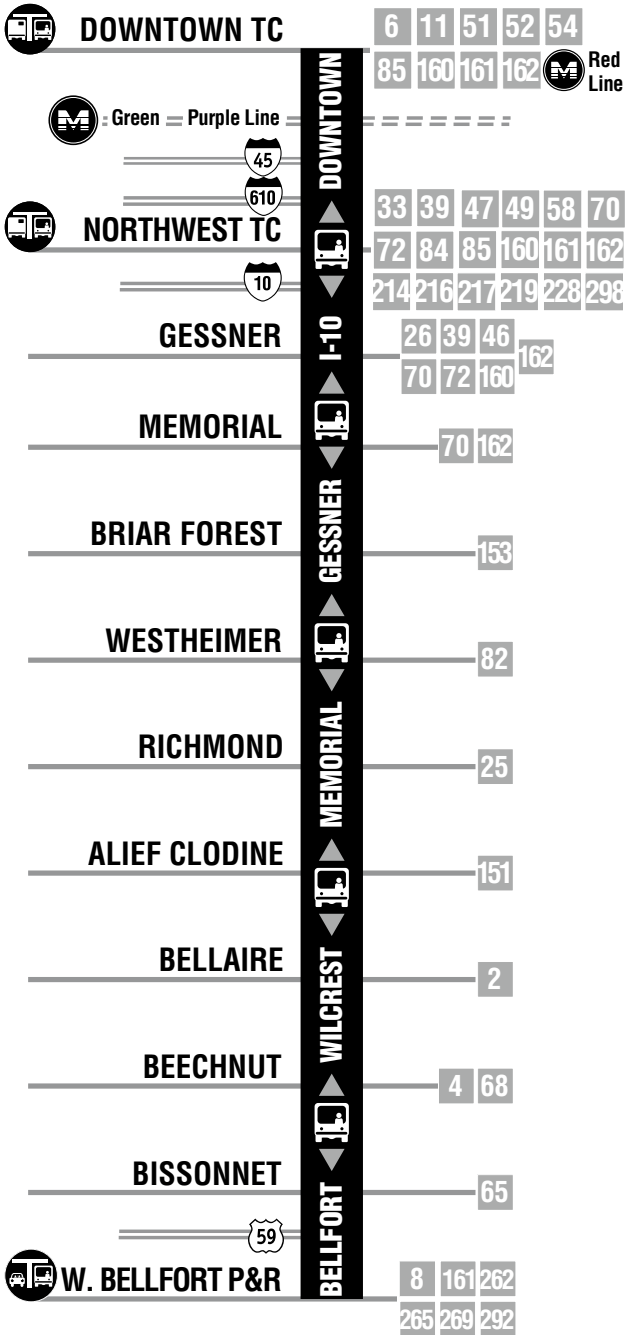 DOWNTOWN TC
6 11 51 52 54
85 160 161 162 M Red Line
M Green Purple Line
45
610
DOWNTOWN
NORTHWEST TC
33 39 47 49 58 70
72 84 85 160 161 162
214 216 217 219 228 298
10
I-10
GESSNER
26 39 46
162
70 72 160
MEMORIAL
70 162
GESSNER
BRIAR FOREST
153
WESTHEIMER
82
MEMORIAL
RICHMOND
25
ALIEF CLODINE
151
WILCREST
BELLAIRE
2
BEECHNUT
4 68
BISSONNET
65
BELLFORT
59
W. BELLFORT P&R
8 161 262
265 269 292